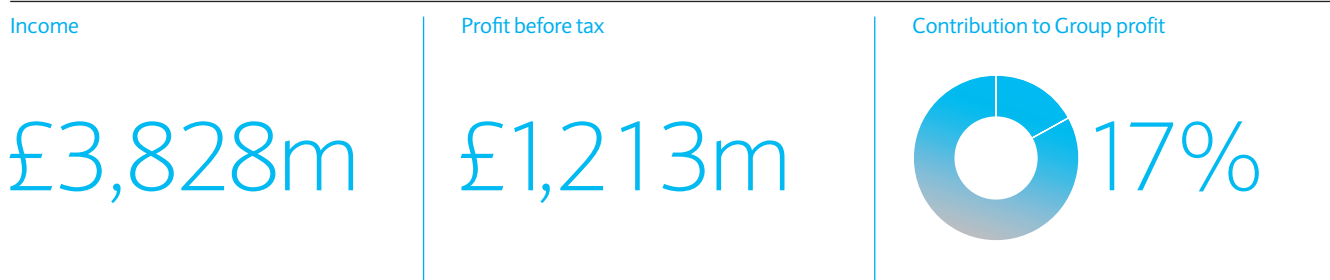 Income
£3,828m
Profit before tax
£1,213m
Contribution to Group profit
17%